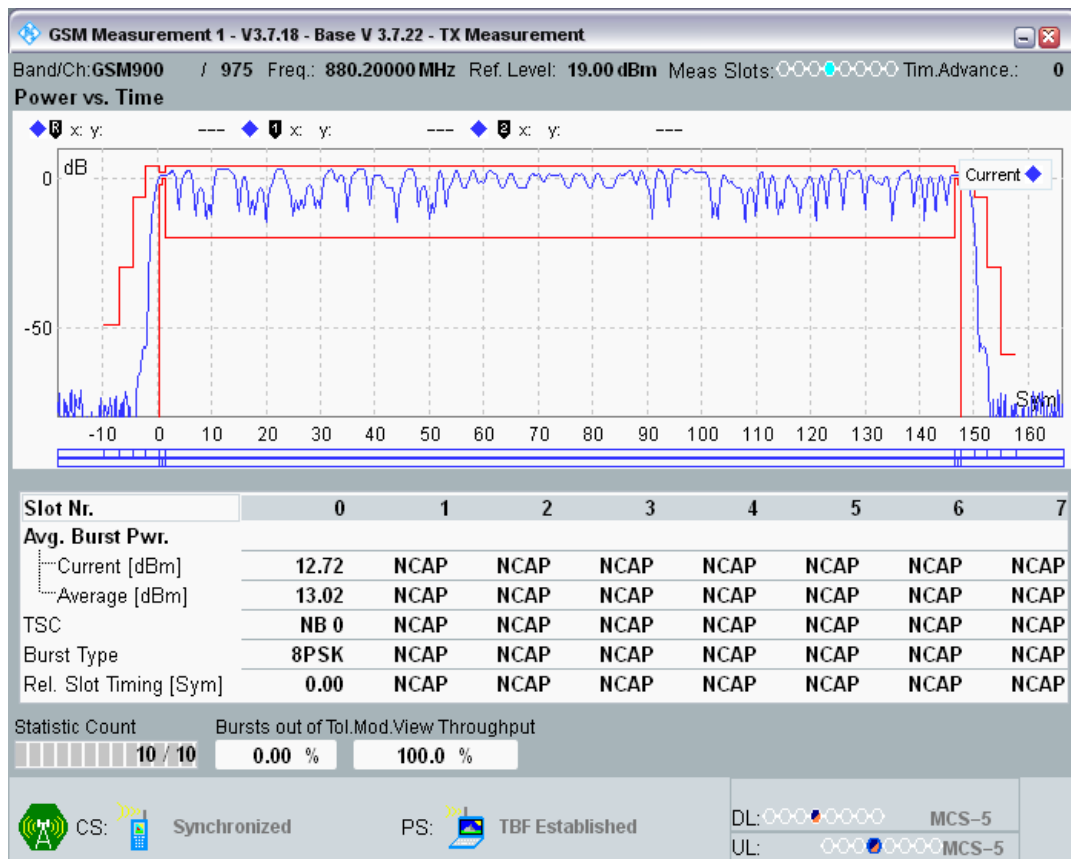 GSM Measurement 1 - V3.7.18 - Base V 3.7.22 - TX Measurement
Band/Ch:GSM900 / 975 Freq.: 880.20000 MHz Ref. Level: 19.00 dBm Meas Slots: Tim.Advance.: 0
Power vs. Time
R x: y: --- 1 x: y: --- 2 x: y: ---
dB
0
Current
-50
Sym
-10 0 10 20 30 40 50 60 70 80 90 100 110 120 130 140 150 160
Slot Nr. 0 1 2 3 4 5 6 7
Avg. Burst Pwr.
Current [dBm] 12.72 NCAP NCAP NCAP NCAP NCAP NCAP NCAP
Average [dBm] 13.02 NCAP NCAP NCAP NCAP NCAP NCAP NCAP
TSC NB 0 NCAP NCAP NCAP NCAP NCAP NCAP NCAP
Burst Type 8PSK NCAP NCAP NCAP NCAP NCAP NCAP NCAP
Rel. Slot Timing [Sym] 0.00 NCAP NCAP NCAP NCAP NCAP NCAP NCAP
Statistic Count Bursts out of Tol.Mod.View Throughput
10 / 10 0.00 % 100.0 %
CS: Synchronized PS: TBF Established DL: MCS-5
UL: MCS-5